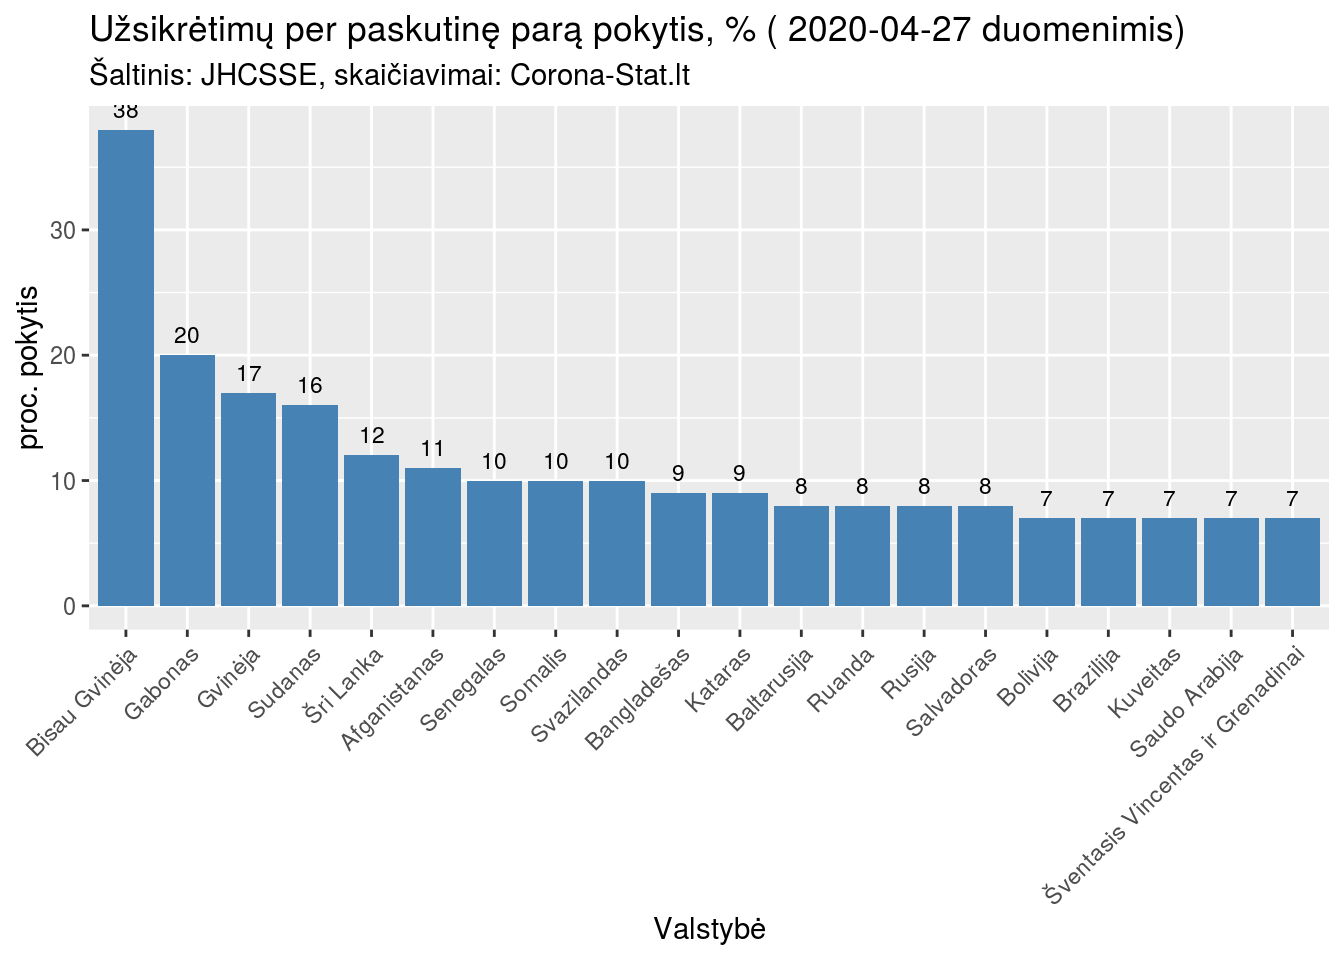 Užsikrėtimų per paskutinę parą pokytis, % ( 2020-04-27 duomenimis)
Šaltinis: JHCSSE, skaičiavimai: Corona-Stat.lt
proc. pokytis
30
20
10
0
38
20
17
16
12
11
10
10
10
9
9
8
8
8
8
7
7
7
7
7
Bisau Gvinėja
Gabonas
Gvinėja
Sudanas
Šri Lanka
Afganistanas
Senegalas
Somalis
Svazilandas
Bangladešas
Kataras
Baltarusija
Ruanda
Rusija
Salvadoras
Bolivija
Brazilija
Kuveitas
Saudo Arabija
Šventasis Vincentas ir Grenadinai
Valstybė